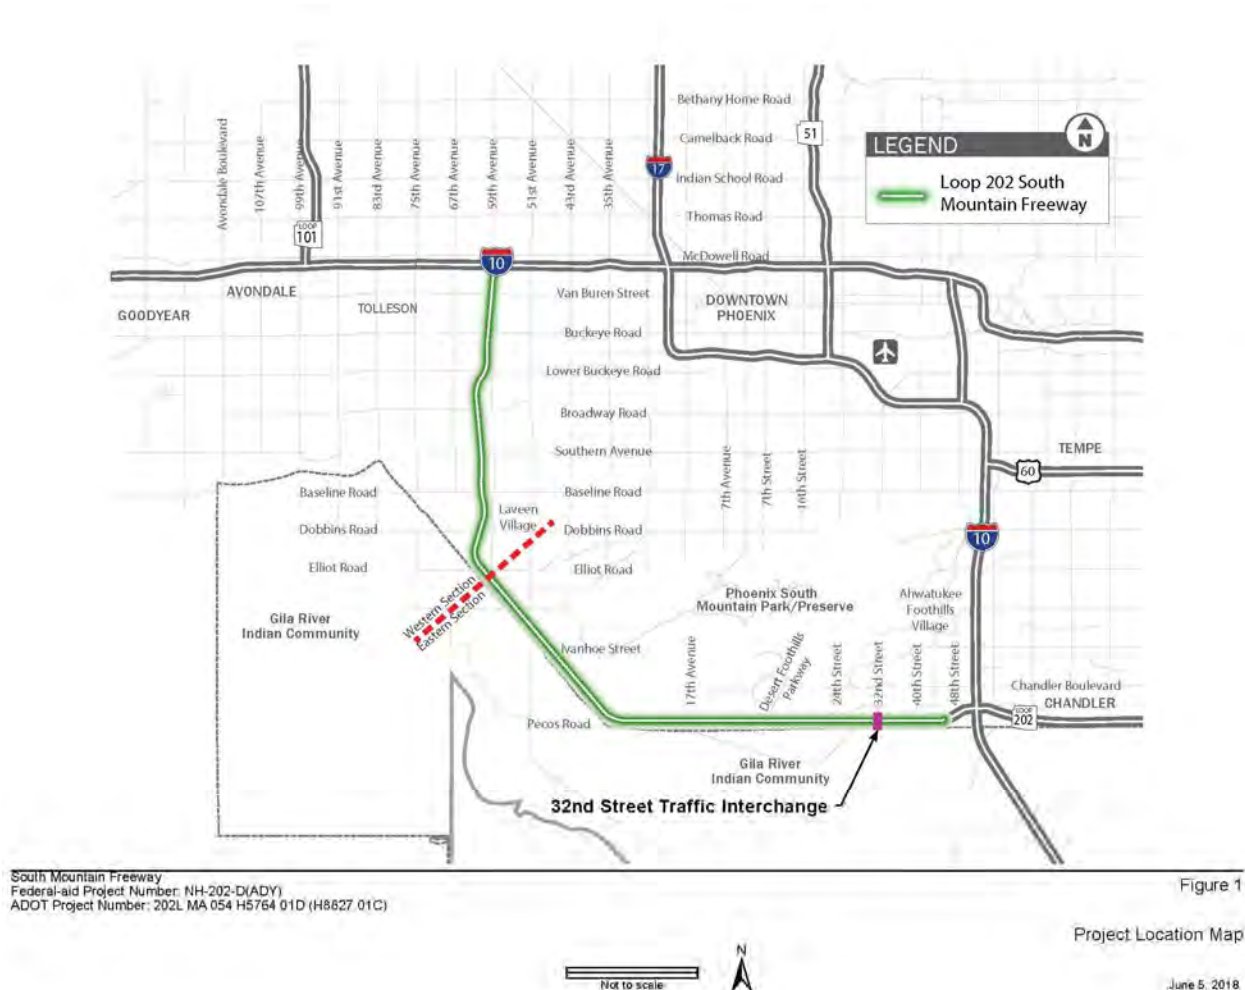 Bethany Home Road
Camelback Road
51
N
LEGEND
Loop 202 South
Mountain Freeway
Avondale Boulevard
107th Avenue
99th Avenue
91st Avenue
83rd Avenue
75th Avenue
67th Avenue
59th Avenue
51st Avenue
43rd Avenue
35th Avenue
17
Indian School Road
Thomas Road
LOOP
101
McDowell Road
10
AVONDALE
TOLLESON
GOODYEAR
Van Buren Street
DOWNTOWN
PHOENIX
Buckeye Road
Lower Buckeye Road
Broadway Road
Southern Avenue
TEMPE
60
7th Avenue
7th Street
16th Street
Baseline Road
Baseline Road
Laveen
Village
Dobbins Road
Dobbins Road
10
Elliot Road
Elliot Road
Western Section
Eastern Section
Gila River
Indian Community
Phoenix South
Mountain Park/Preserve
Ahwatukee
Foothills
Village
Ivanhoe Street
17th Avenue
Desert Foothills
Parkway
24th Street
32nd Street
40th Street
48th Street
Chandler Boulevard
CHANDLER
LOOP
202
Pecos Road
Gila River
Indian Community
32nd Street Traffic Interchange
South Mountain Freeway
Federal-aid Project Number: NH-202-D(ADY)
ADOT Project Number: 202L MA 054 H5764 01D (H8827 01C)
Figure 1
Project Location Map
N
Not to scale
June 5, 2018